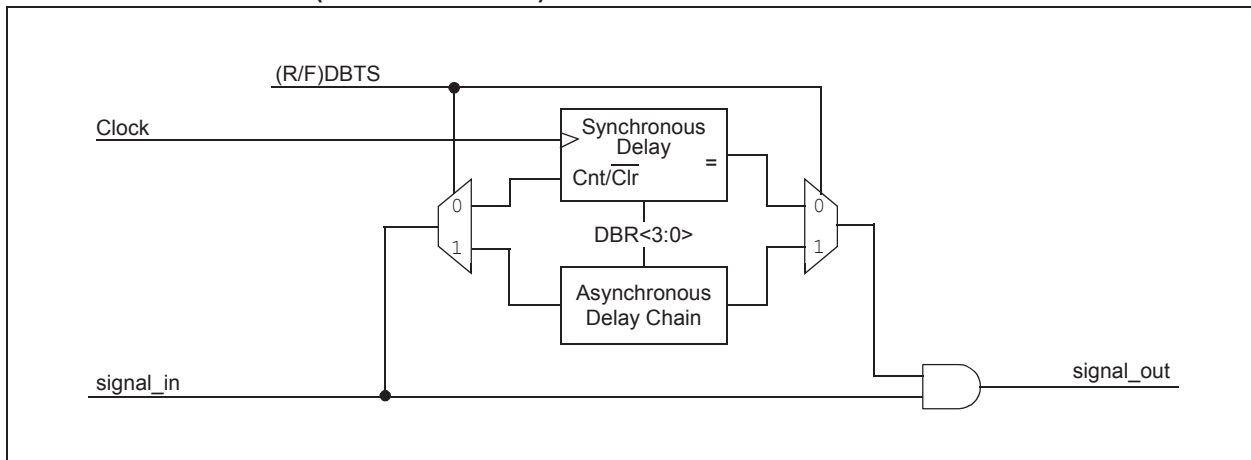 (R/F)DBTS
Clock
Synchronous
Delay
=
Cnt/Clr
0
0
DBR<3:0>
1
1
Asynchronous
Delay Chain
signal_in
signal_out